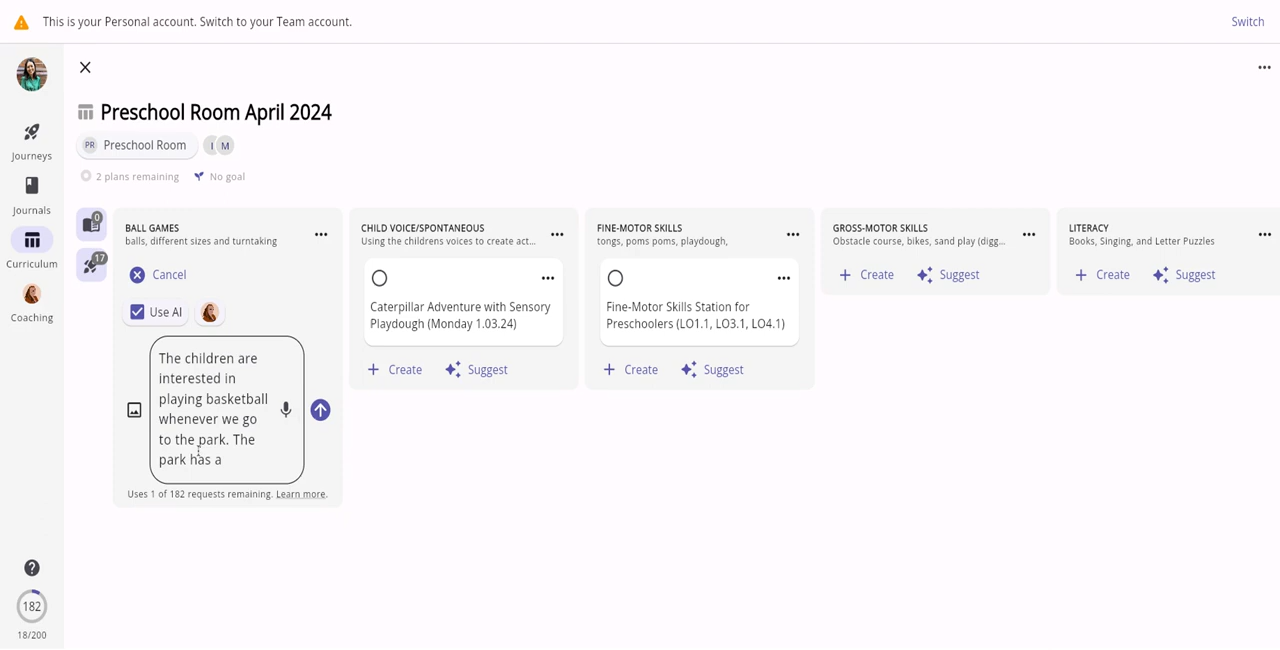 This is your Personal account. Switch to your Team account.
Switch
Preschool Room April 2024
PR Preschool Room I M
2 plans remaining No goal
Journeys
Journals
Curriculum
Coaching
182
18/200
0
17
BALL GAMES
balls, different sizes and turntaking
Cancel
Use AI
The children are
interested in
playing basketball
whenever we go
to the park. The
park has a
Uses 1 of 182 requests remaining. Learn more.
CHILD VOICE/SPONTANEOUS
Using the childrens voices to create act...
Caterpillar Adventure with Sensory
Playdough (Monday 1.03.24)
Create Suggest
FINE-MOTOR SKILLS
tongs, poms poms, playdough,
Fine-Motor Skills Station for
Preschoolers (LO1.1, LO3.1, LO4.1)
Create Suggest
GROSS-MOTOR SKILLS
Obstacle course, bikes, sand play (digg...
Create Suggest
LITERACY
Books, Singing, and Letter Puzzles
Create Suggest